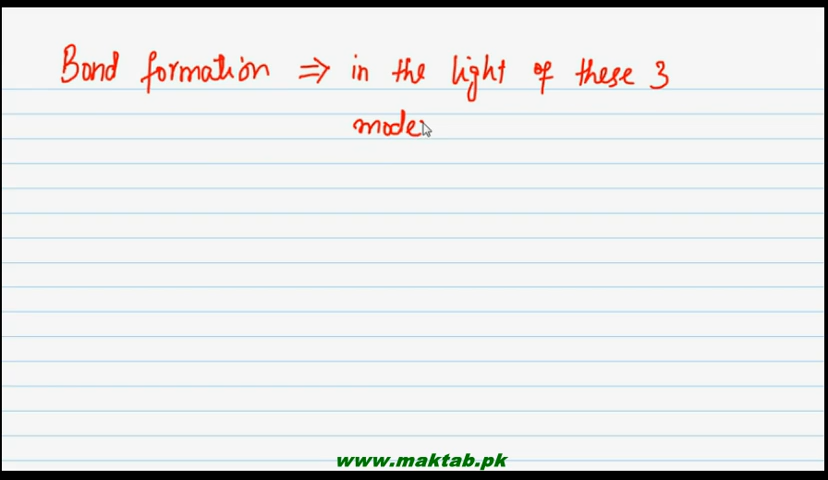 Bond formation ⇒ in the light of these 3
mode
www.maktab.pk